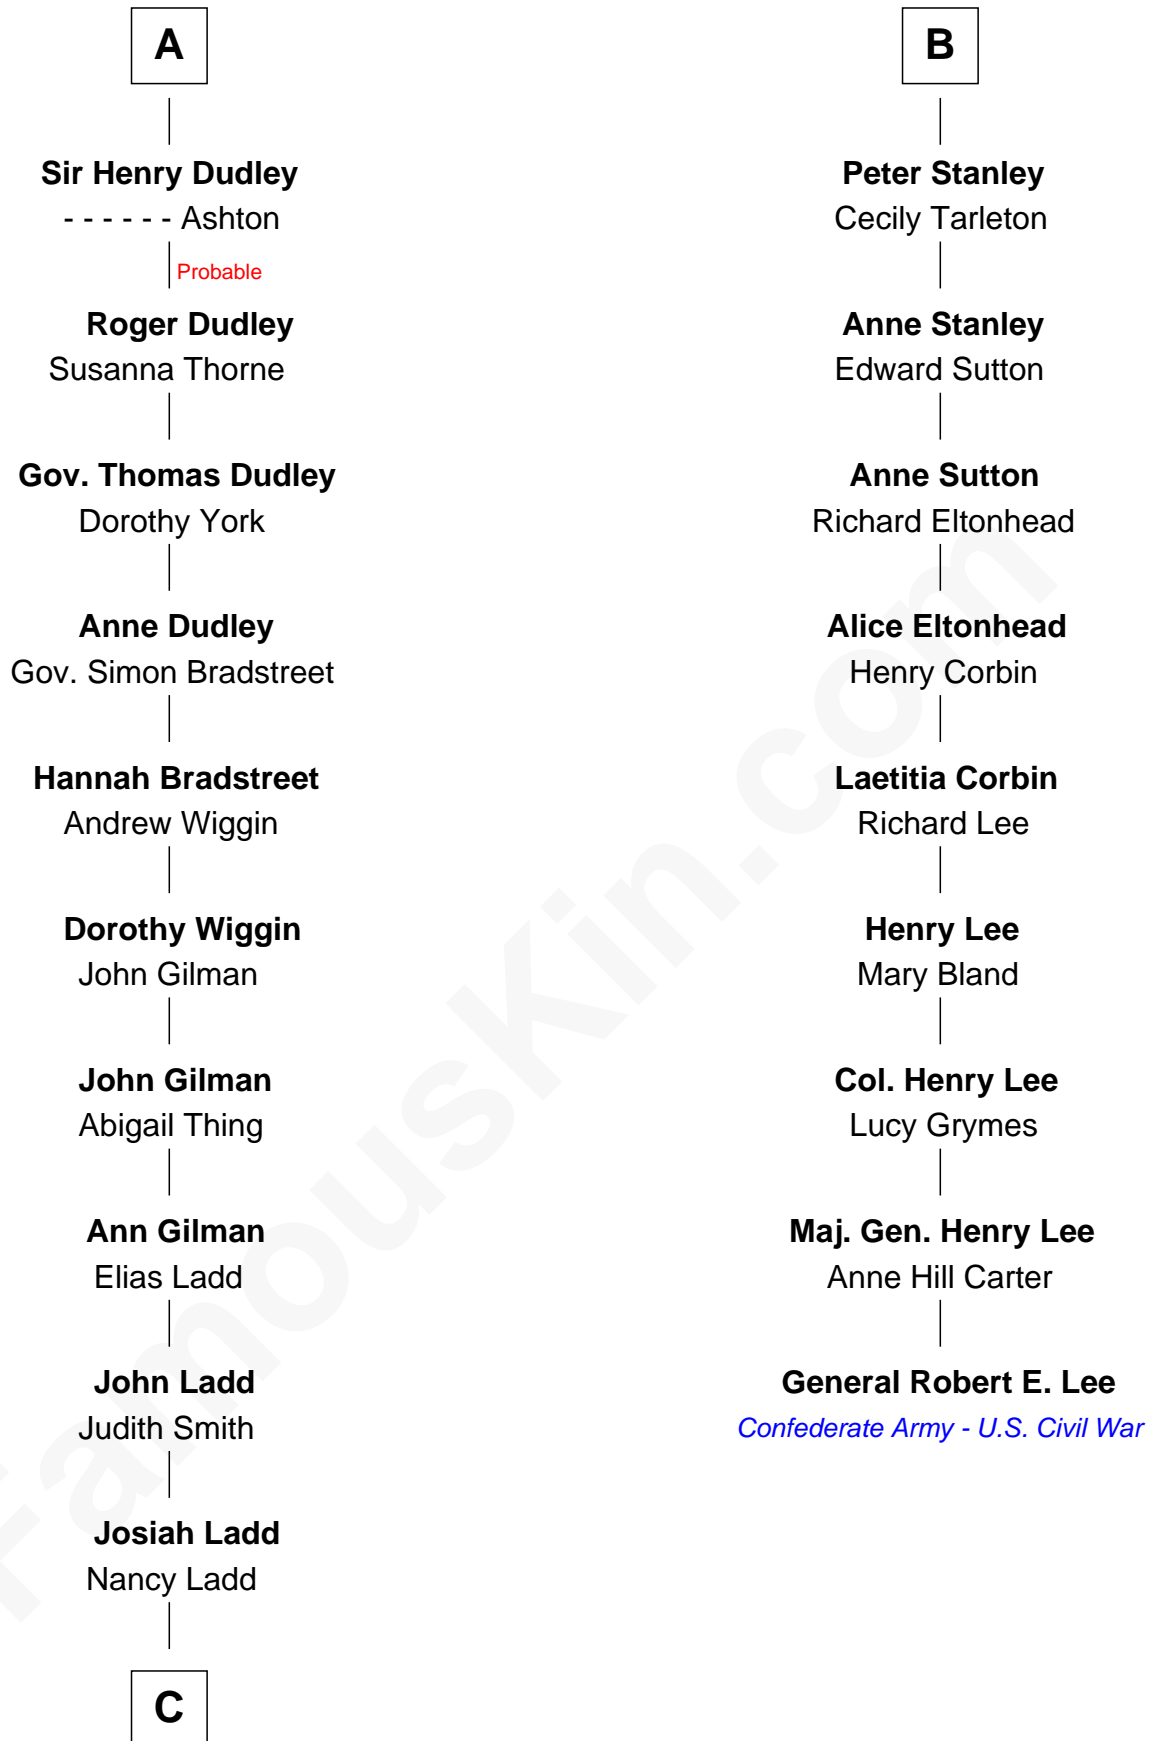 A
Sir Henry Dudley
- - - - - - Ashton
Probable
Roger Dudley
Susanna Thorne
Gov. Thomas Dudley
Dorothy York
Anne Dudley
Gov. Simon Bradstreet
Hannah Bradstreet
Andrew Wiggin
Dorothy Wiggin
John Gilman
John Gilman
Abigail Thing
Ann Gilman
Elias Ladd
John Ladd
Judith Smith
Josiah Ladd
Nancy Ladd
C
B
Peter Stanley
Cecily Tarleton
Anne Stanley
Edward Sutton
Anne Sutton
Richard Eltonhead
Alice Eltonhead
Henry Corbin
Laetitia Corbin
Richard Lee
Henry Lee
Mary Bland
Col. Henry Lee
Lucy Grymes
Maj. Gen. Henry Lee
Anne Hill Carter
General Robert E. Lee
Confederate Army - U.S. Civil War
FamousKin.com